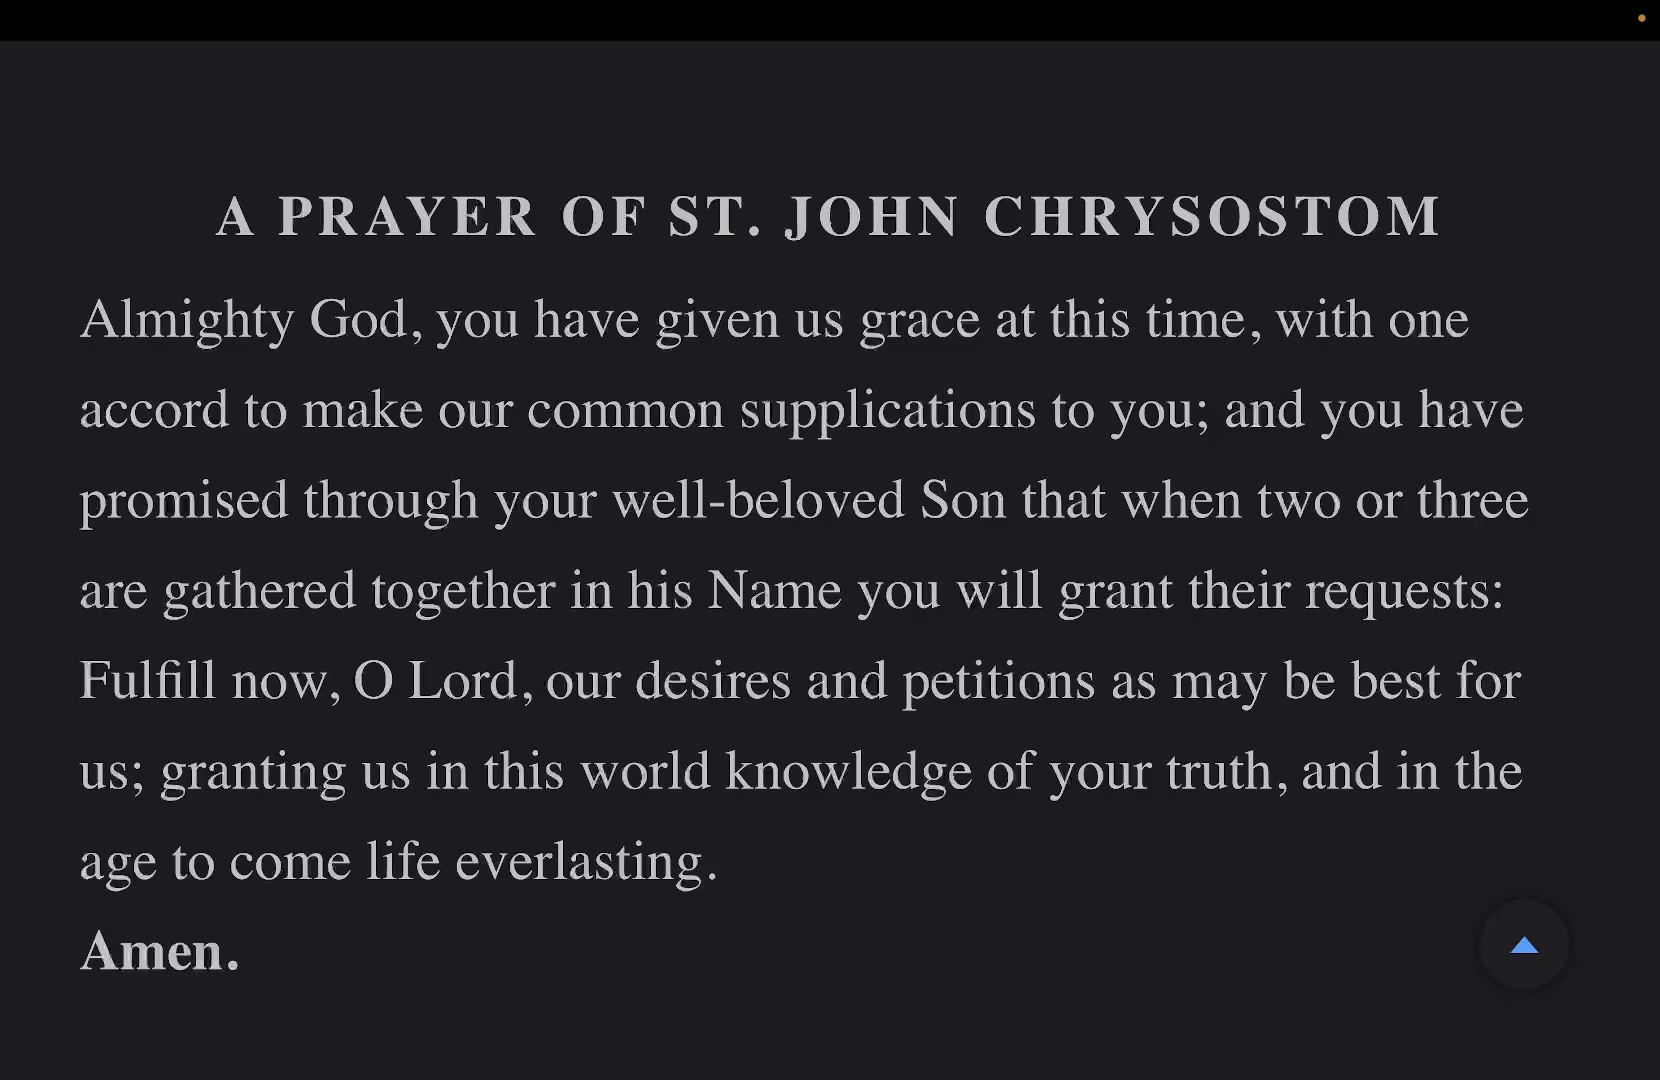 A PRAYER OF ST. JOHN CHRYSOSTOM
Almighty God, you have given us grace at this time, with one
accord to make our common supplications to you; and you have
promised through your well-beloved Son that when two or three
are gathered together in his Name you will grant their requests:
Fulfill now, O Lord, our desires and petitions as may be best for
us; granting us in this world knowledge of your truth, and in the
age to come life everlasting.
Amen.